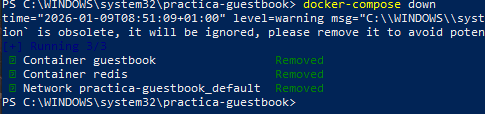 PS C:\WINDOWS\system32\practica-guestbook> docker-compose down
time="2026-01-09T08:51:09+01:00" level=warning msg="C:\\WINDOWS\\syst
ion` is obsolete, it will be ignored, please remove it to avoid poten
[+] Running 3/3
Container guestbook Removed
Container redis Removed
Network practica-guestbook_default Removed
PS C:\WINDOWS\system32\practica-guestbook>